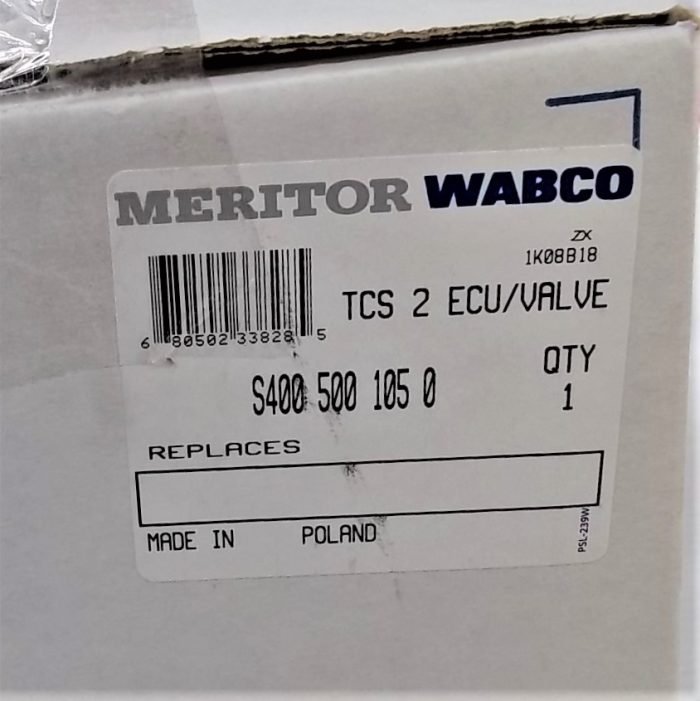 MERITOR WABCO
ZX
1K08B18
6 80502 33828 5
TCS 2 ECU/VALVE
QTY
S400 500 105 0
1
REPLACES
MADE IN POLAND
PSL-239W